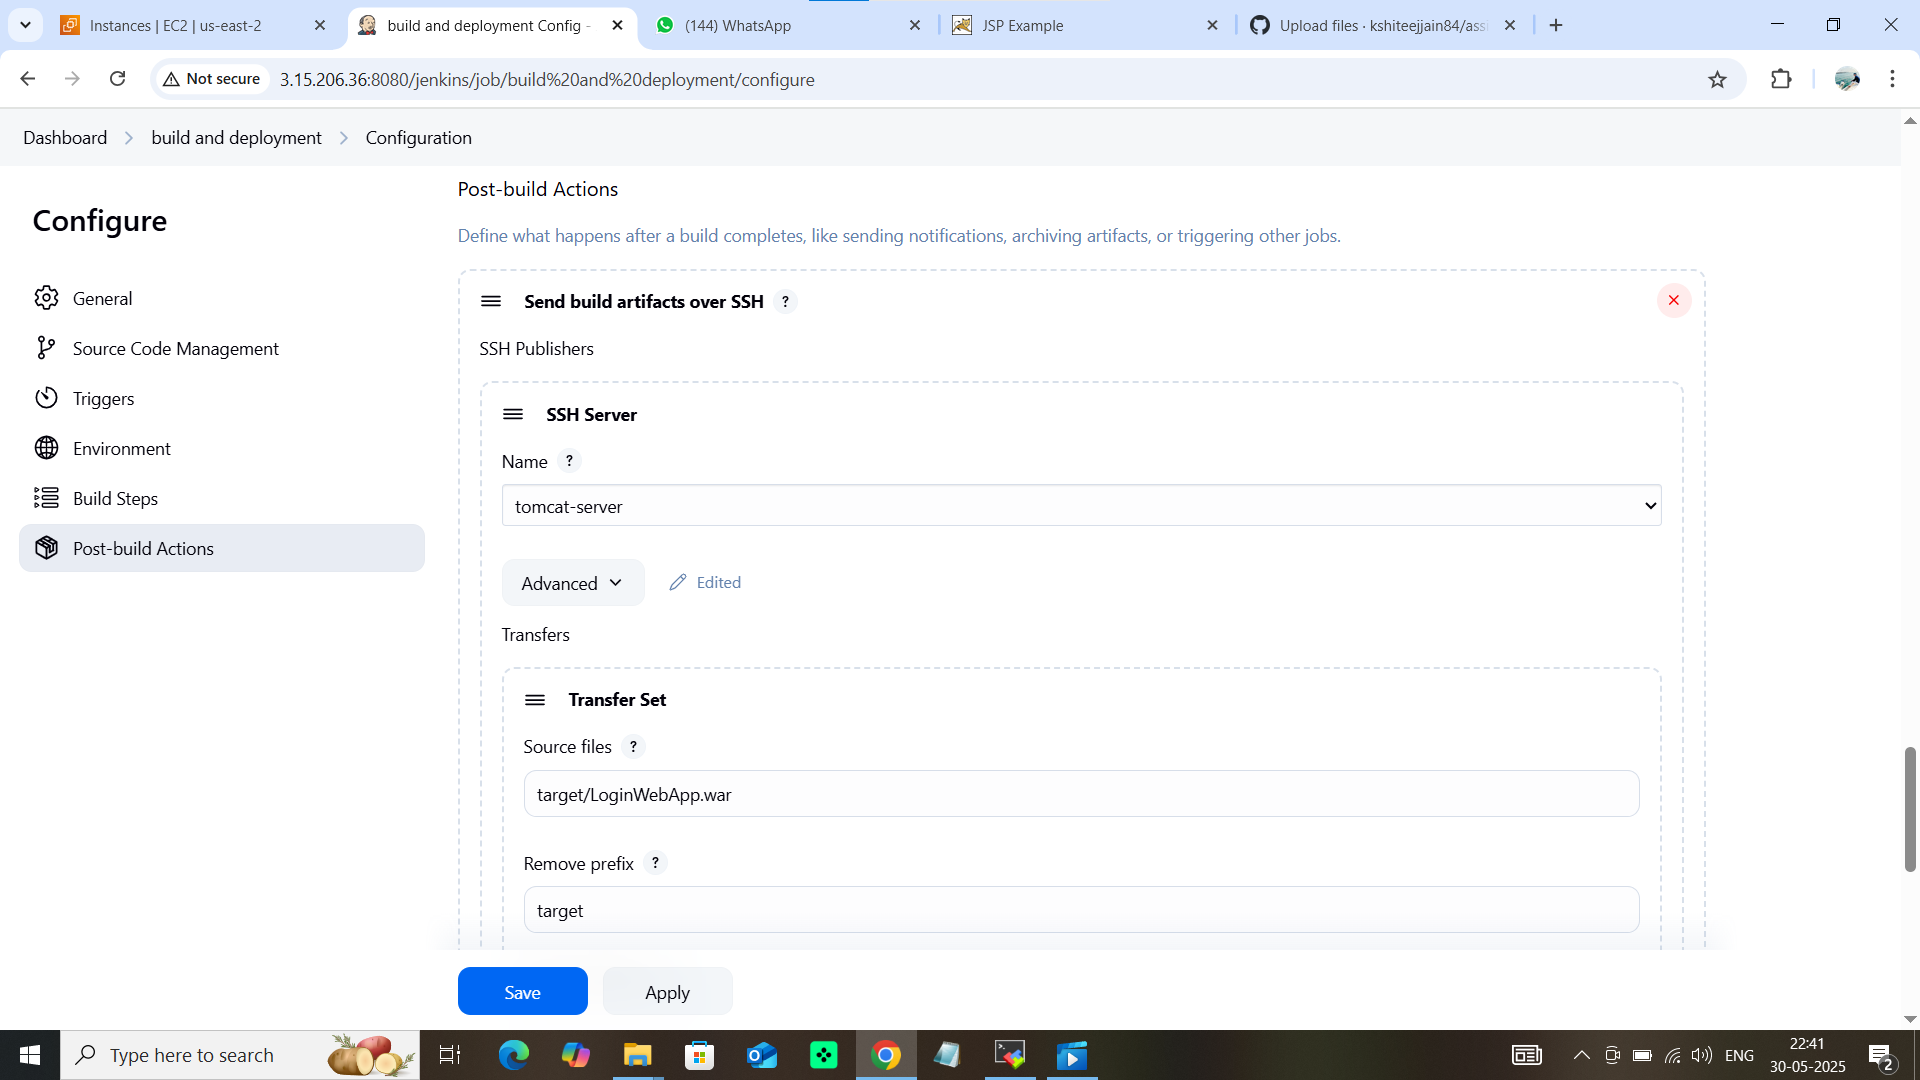 Instances | EC2 | us-east-2
build and deployment Config -
(144) WhatsApp
JSP Example
Upload files · kshiteejjain84/ass
Not secure
3.15.206.36:8080/jenkins/job/build%20and%20deployment/configure
Dashboard
build and deployment
Configuration
Configure
General
Source Code Management
Triggers
Environment
Build Steps
Post-build Actions
Post-build Actions
Define what happens after a build completes, like sending notifications, archiving artifacts, or triggering other jobs.
Send build artifacts over SSH ?
SSH Publishers
SSH Server
Name ?
tomcat-server
Advanced
Edited
Transfers
Transfer Set
Source files ?
target/LoginWebApp.war
Remove prefix ?
target
Save
Apply
Type here to search
ENG
22:41
30-05-2025
2